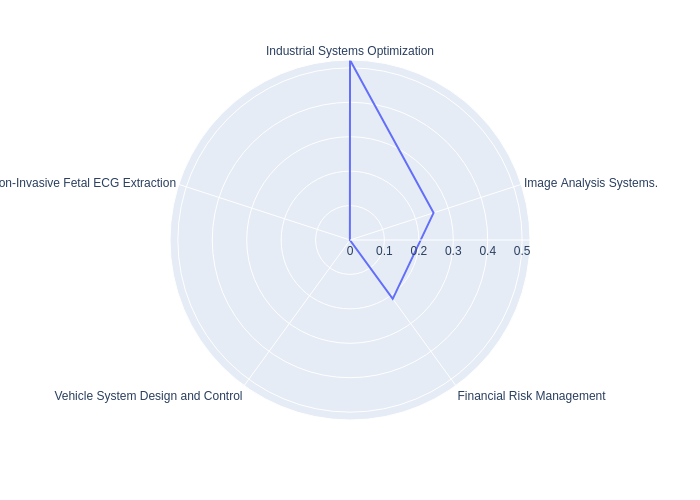 Industrial Systems Optimization
on-Invasive Fetal ECG Extraction
Image Analysis Systems.
0 0.1 0.2 0.3 0.4 0.5
Vehicle System Design and Control
Financial Risk Management